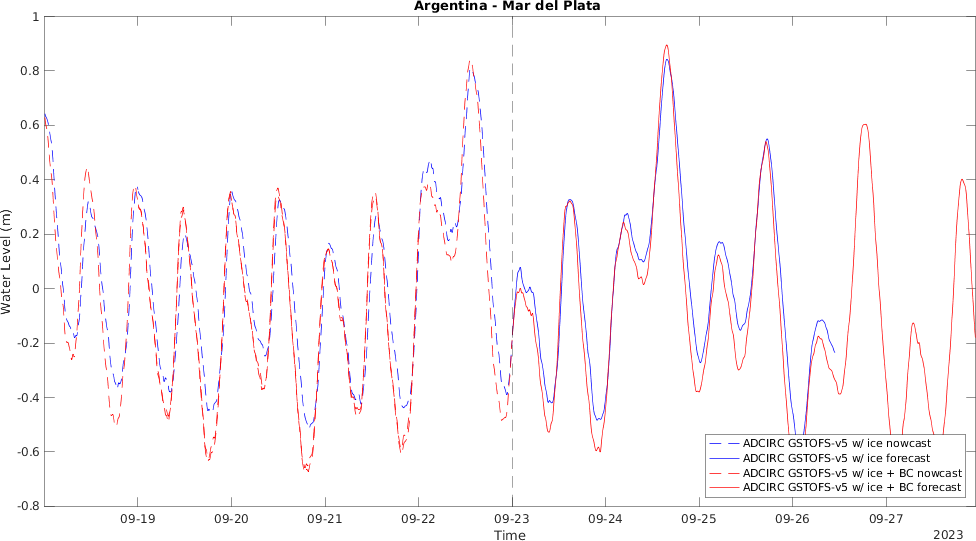 Argentina - Mar del Plata
1
0.8
0.6
0.4
0.2
0
-0.2
-0.4
-0.6
-0.8
Water Level (m)
ADCIRC GSTOFS-v5 w/ ice nowcast
ADCIRC GSTOFS-v5 w/ ice forecast
ADCIRC GSTOFS-v5 w/ ice + BC nowcast
ADCIRC GSTOFS-v5 w/ ice + BC forecast
09-19 09-20 09-21 09-22 09-23 09-24 09-25 09-26 09-27
Time
2023